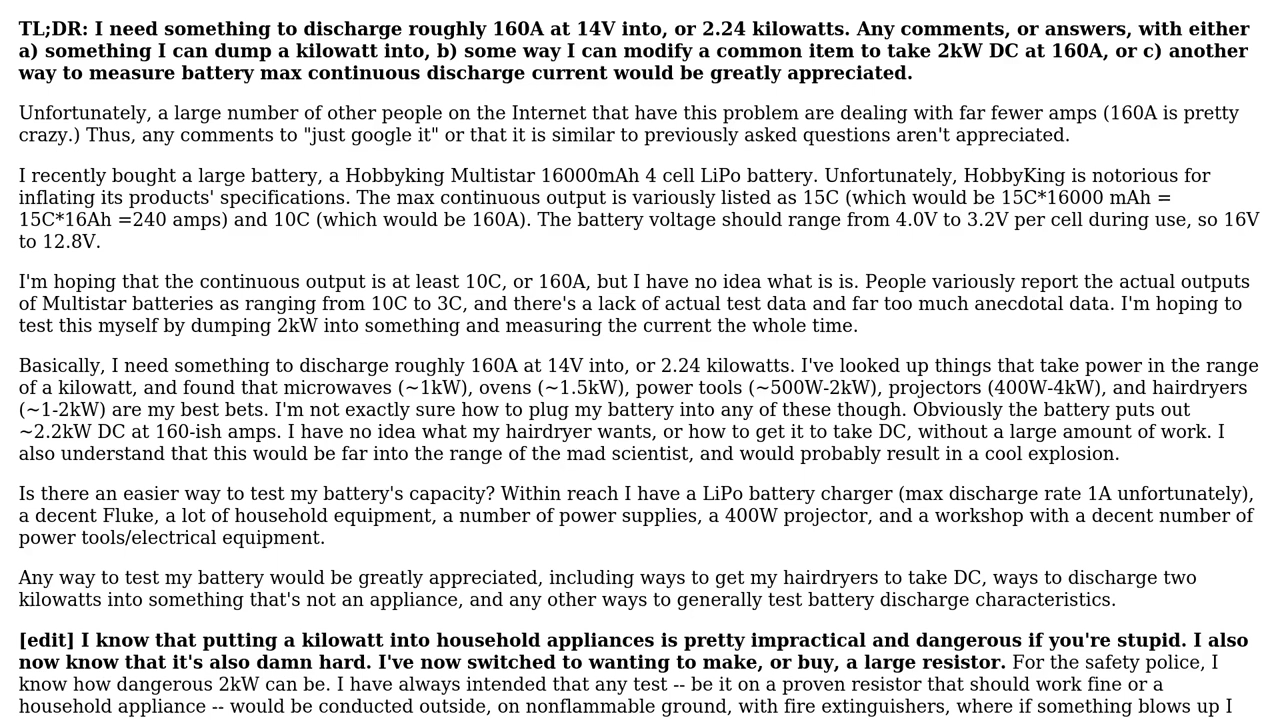 TL;DR: I need something to discharge roughly 160A at 14V into, or 2.24 kilowatts. Any comments, or answers, with either
a) something I can dump a kilowatt into, b) some way I can modify a common item to take 2kW DC at 160A, or c) another
way to measure battery max continuous discharge current would be greatly appreciated.
Unfortunately, a large number of other people on the Internet that have this problem are dealing with far fewer amps (160A is pretty
crazy.) Thus, any comments to "just google it" or that it is similar to previously asked questions aren't appreciated.
I recently bought a large battery, a Hobbyking Multistar 16000mAh 4 cell LiPo battery. Unfortunately, HobbyKing is notorious for
inflating its products' specifications. The max continuous output is variously listed as 15C (which would be 15C*16000 mAh =
15C*16Ah =240 amps) and 10C (which would be 160A). The battery voltage should range from 4.0V to 3.2V per cell during use, so 16V
to 12.8V.
I'm hoping that the continuous output is at least 10C, or 160A, but I have no idea what is is. People variously report the actual outputs
of Multistar batteries as ranging from 10C to 3C, and there's a lack of actual test data and far too much anecdotal data. I'm hoping to
test this myself by dumping 2kW into something and measuring the current the whole time.
Basically, I need something to discharge roughly 160A at 14V into, or 2.24 kilowatts. I've looked up things that take power in the range
of a kilowatt, and found that microwaves (~1kW), ovens (~1.5kW), power tools (~500W-2kW), projectors (400W-4kW), and hairdryers
(~1-2kW) are my best bets. I'm not exactly sure how to plug my battery into any of these though. Obviously the battery puts out
~2.2kW DC at 160-ish amps. I have no idea what my hairdryer wants, or how to get it to take DC, without a large amount of work. I
also understand that this would be far into the range of the mad scientist, and would probably result in a cool explosion.
Is there an easier way to test my battery's capacity? Within reach I have a LiPo battery charger (max discharge rate 1A unfortunately),
a decent Fluke, a lot of household equipment, a number of power supplies, a 400W projector, and a workshop with a decent number of
power tools/electrical equipment.
Any way to test my battery would be greatly appreciated, including ways to get my hairdryers to take DC, ways to discharge two
kilowatts into something that's not an appliance, and any other ways to generally test battery discharge characteristics.
[edit] I know that putting a kilowatt into household appliances is pretty impractical and dangerous if you're stupid. I also
now know that it's also damn hard. I've now switched to wanting to make, or buy, a large resistor. For the safety police, I
know how dangerous 2kW can be. I have always intended that any test -- be it on a proven resistor that should work fine or a
household appliance -- would be conducted outside, on nonflammable ground, with fire extinguishers, where if something blows up I